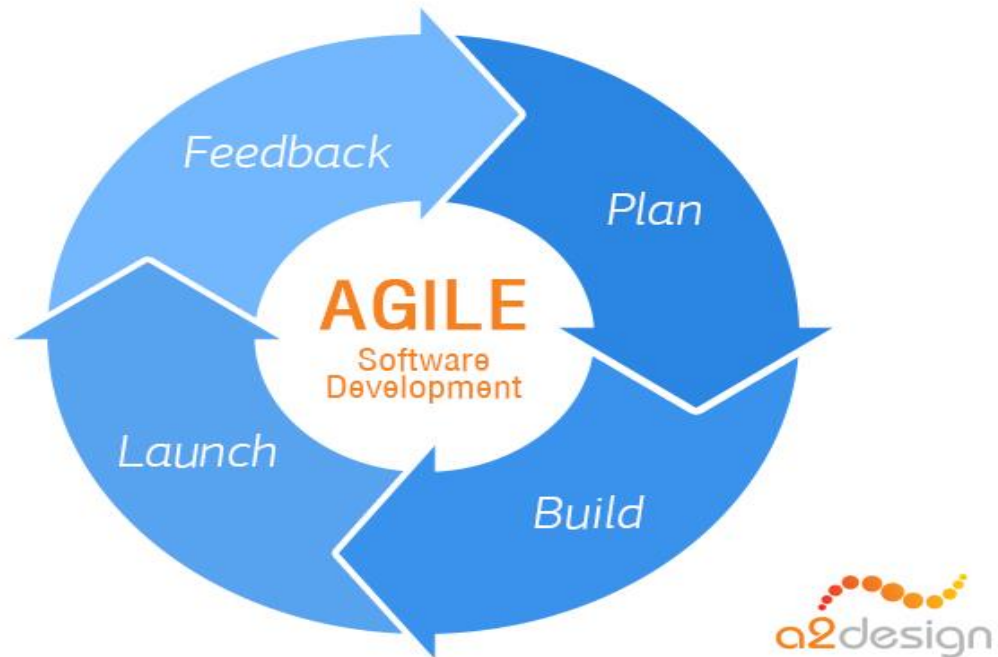 Feedback
Plan
AGILE
Software
Development
Launch
Build
a2design